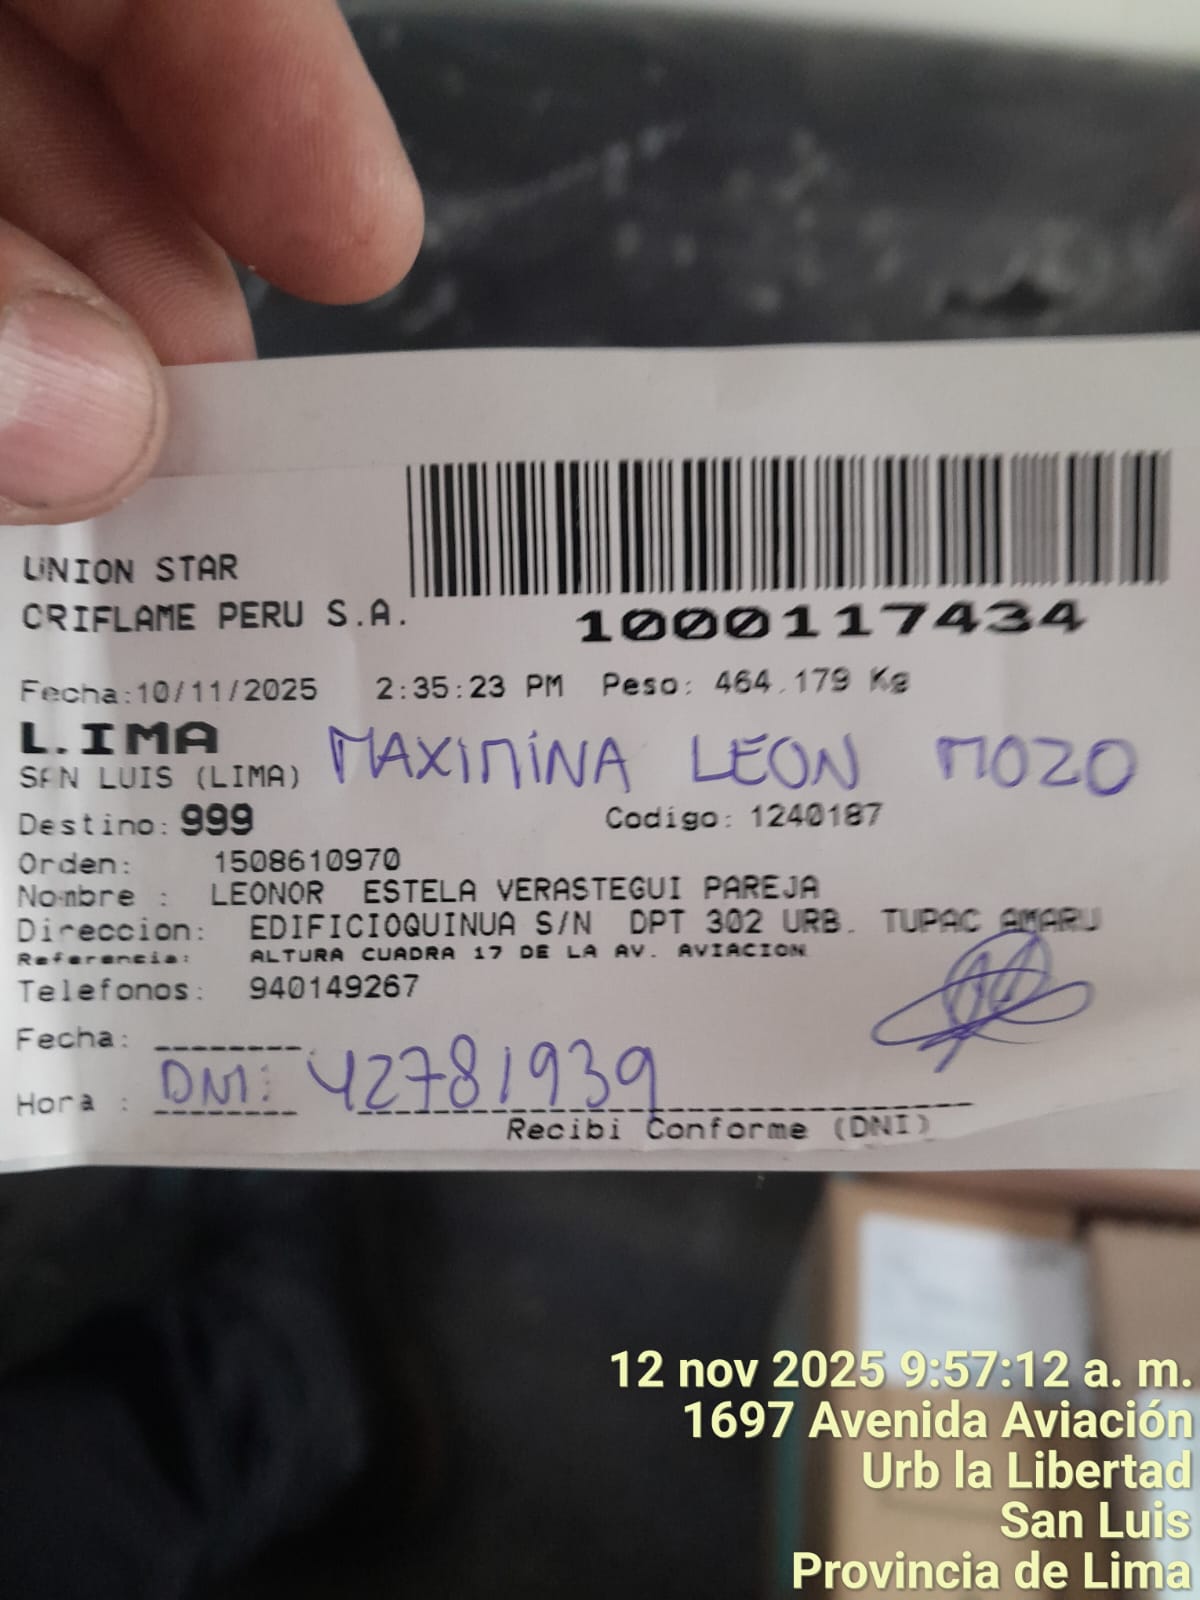 UNION STAR
CRIFLAME PERU S.A.
1000117434
Fecha:10/11/2025 2:35:23 PM Peso: 464.179 Kg
L.IMA
SAN LUIS (LIMA) MAXIMINA LEON MOZO
Destino: 999 Codigo: 1240187
Orden: 1508610970
Nombre : LEONOR ESTELA VERASTEGUI PAREJA
Direccion: EDIFICIOQUINUA S/N DPT 302 URB. TUPAC AMARU
Referencia: ALTURA CUADRA 17 DE LA AV. AVIACION
Telefonos: 940149267
Fecha:
Hora : DNI: 42781939
Recibi Conforme (DNI)
12 nov 2025 9:57:12 a. m.
1697 Avenida Aviación
Urb la Libertad
San Luis
Provincia de Lima